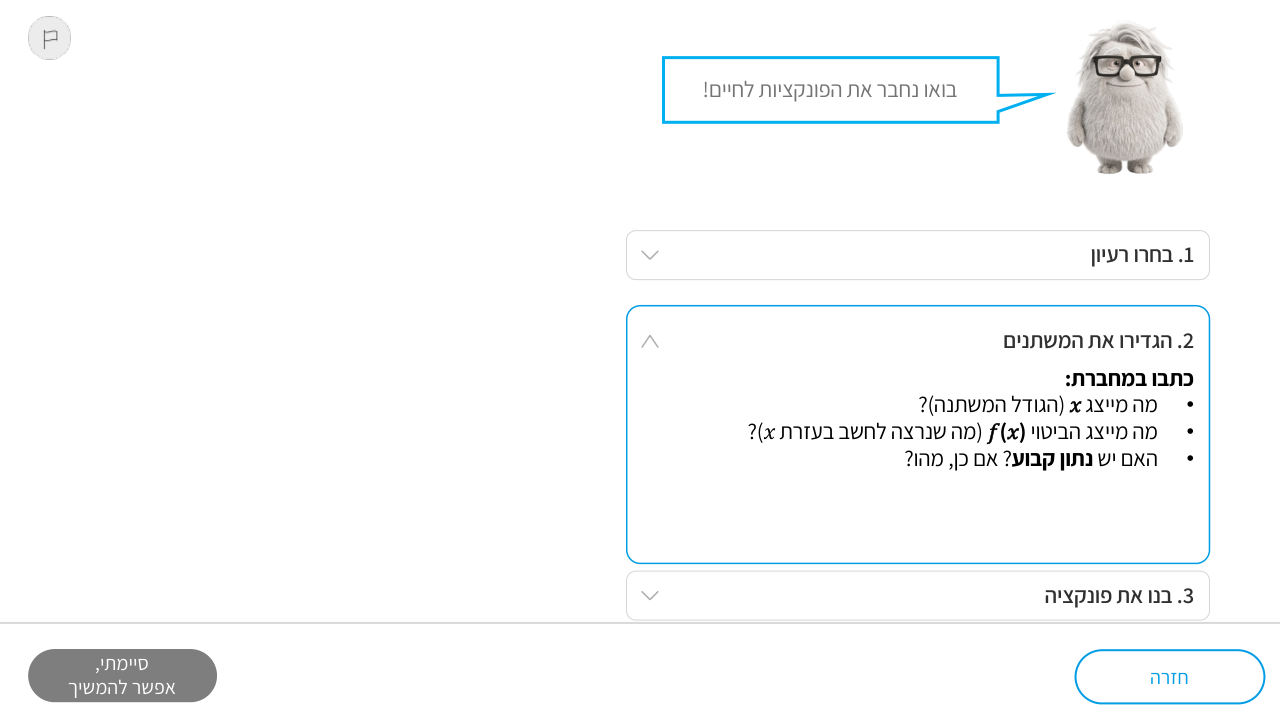 בואו נחבר את הפונקציות לחיים!
1. בחרו רעיון
2. הגדירו את המשתנים
כתבו במחברת:
• מה מייצג x (הגודל המשתנה)?
• מה מייצג הביטוי f(x) (מה שנרצה לחשב בעזרת x)?
• האם יש נתון קבוע? אם כן, מהו?
3. בנו את פונקציה
חזרה
סיימתי,
אפשר להמשיך